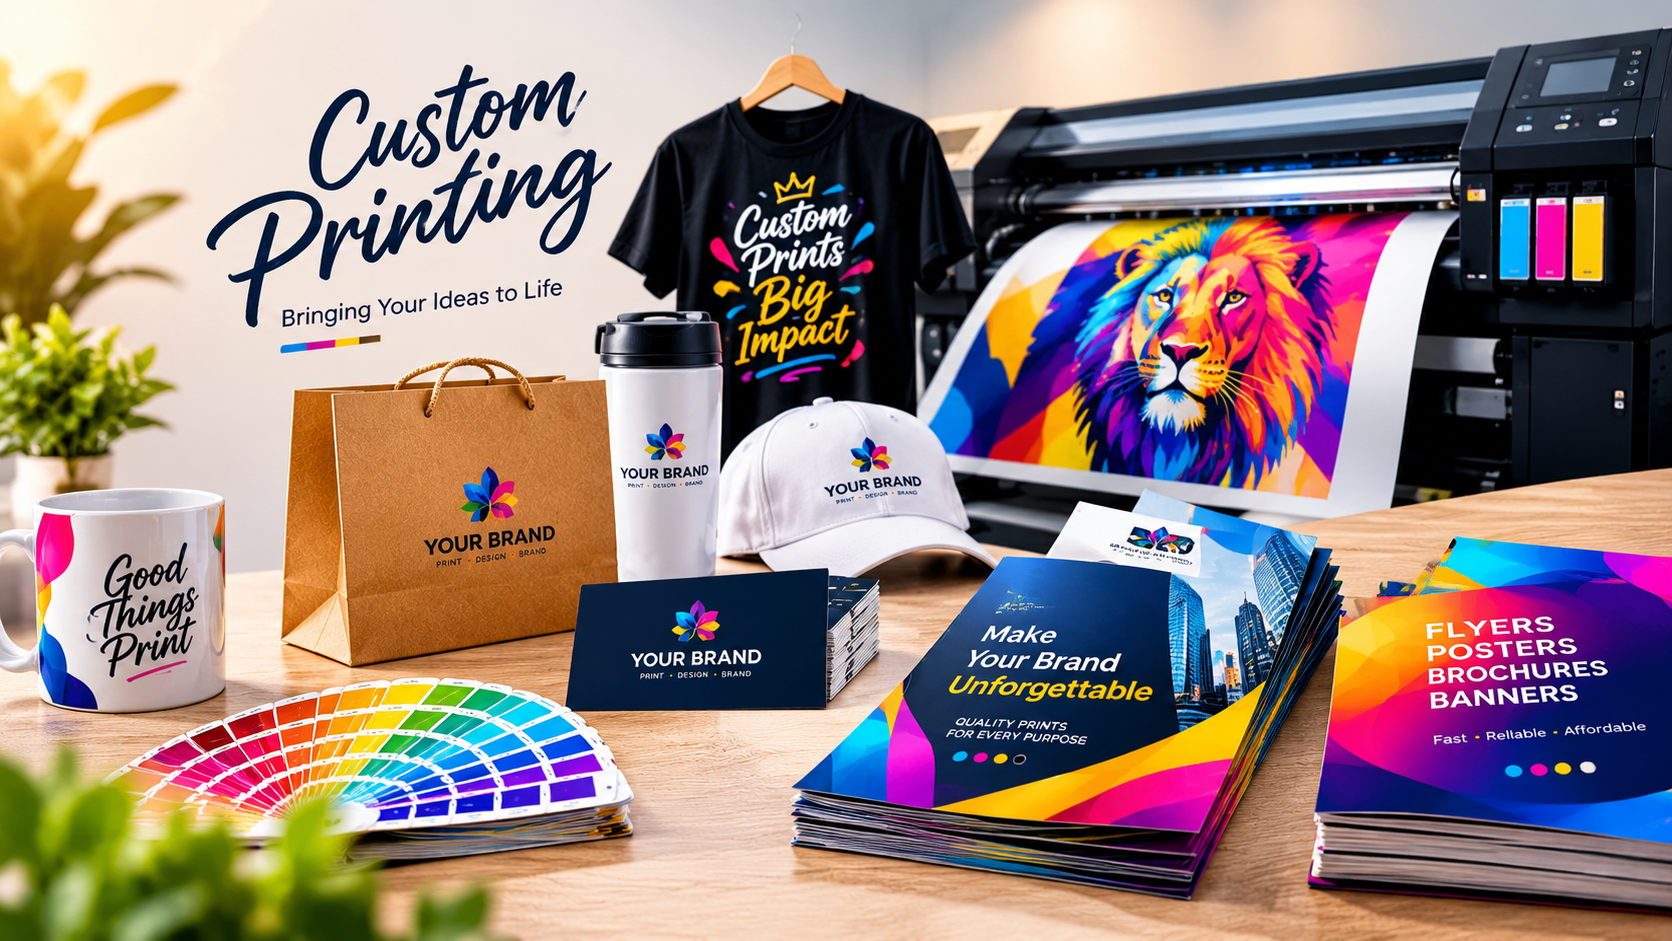 Custom
Printing
Bringing Your Ideas to Life
Custom
Prints
Big
Impact
Good
Things
Print
YOUR BRAND
PRINT • DESIGN • BRAND
YOUR BRAND
PRINT • DESIGN • BRAND
YOUR BRAND
PRINT • DESIGN • BRAND
YOUR BRAND
PRINT • DESIGN • BRAND
Make
Your Brand
Unforgettable
QUALITY PRINTS
FOR EVERY PURPOSE
FLYERS
POSTERS
BROCHURES
BANNERS
Fast • Reliable • Affordable